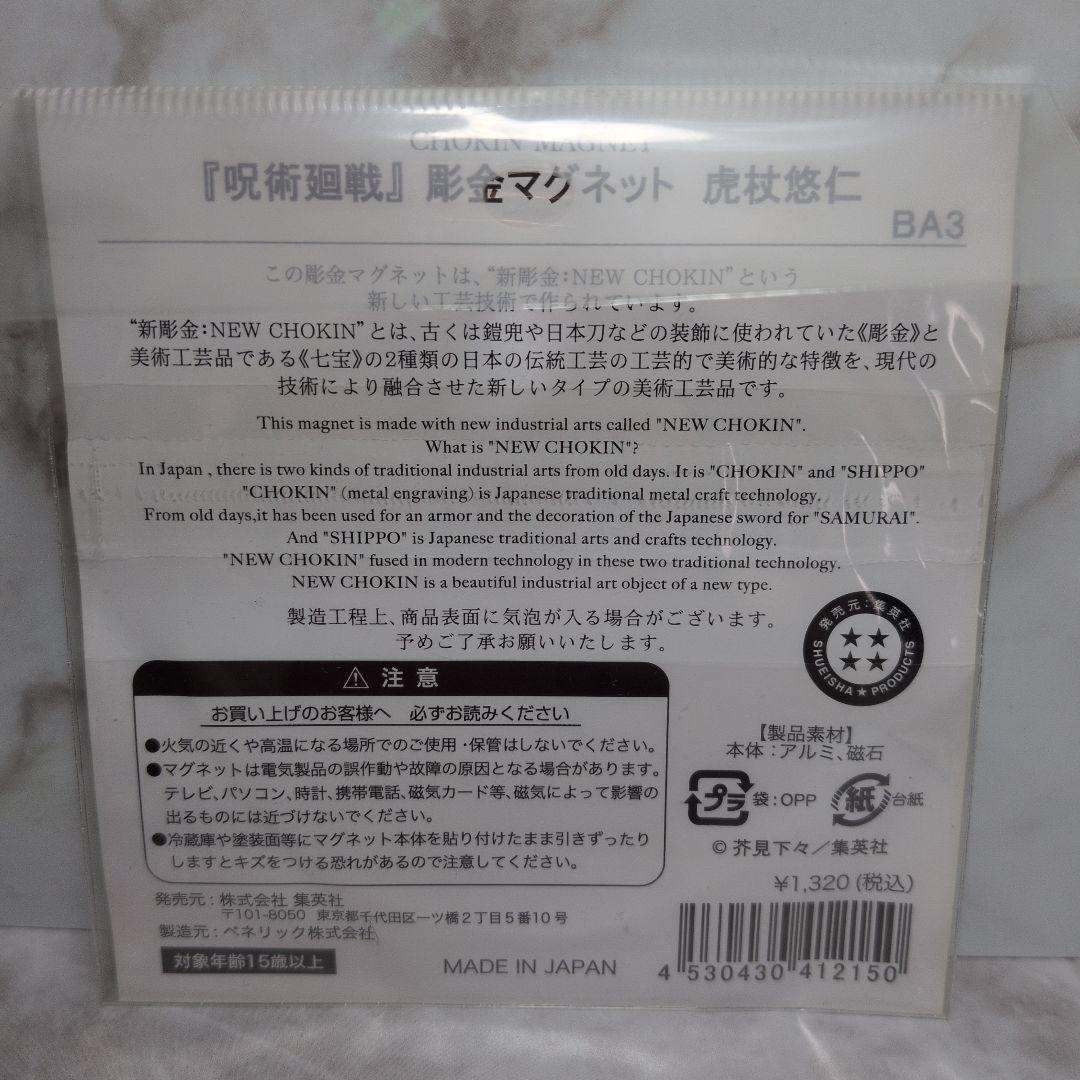 CHOKIN MAGNET
『呪術廻戦』彫金マグネット 虎杖悠仁
BA3
この彫金マグネットは、“新彫金：NEW CHOKIN”という
新しい工芸技術で作られています。
“新彫金：NEW CHOKIN”とは、古くは鎧兜や日本刀などの装飾に使われていた《彫金》と
美術工芸品である《七宝》の2種類の日本の伝統工芸の工芸的で美術的な特徴を、現代の
技術により融合させた新しいタイプの美術工芸品です。
This magnet is made with new industrial arts called "NEW CHOKIN".
What is "NEW CHOKIN"?
In Japan , there is two kinds of traditional industrial arts from old days. It is "CHOKIN" and "SHIPPO"
"CHOKIN" (metal engraving) is Japanese traditional metal craft technology.
From old days,it has been used for an armor and the decoration of the Japanese sword for "SAMURAI".
And "SHIPPO" is Japanese traditional arts and crafts technology.
"NEW CHOKIN" fused in modern technology in these two traditional technology.
NEW CHOKIN is a beautiful industrial art object of a new type.
製造工程上、商品表面に気泡が入る場合がございます。
予めご了承お願いいたします。
発売元：集英社
SHUEISHA★PRODUCTS
⚠ 注意
お買い上げのお客様へ 必ずお読みください
●火気の近くや高温になる場所でのご使用・保管はしないでください。
●マグネットは電気製品の誤作動や故障の原因となる場合があります。
テレビ、パソコン、時計、携帯電話、磁気カード等、磁気によって影響の
出るものには近づけないでください。
●冷蔵庫や塗装面等にマグネット本体を貼り付けたまま引きずったり
しますとキズをつける恐れがあるので注意してください。
【製品素材】
本体：アルミ、磁石
プラ 袋：OPP 紙 台紙
©芥見下々／集英社
¥1,320(税込)
発売元：株式会社 集英社
〒101-8050 東京都千代田区一ツ橋2丁目5番10号
製造元：ベネリック株式会社
対象年齢15歳以上
MADE IN JAPAN
4 530430 412150